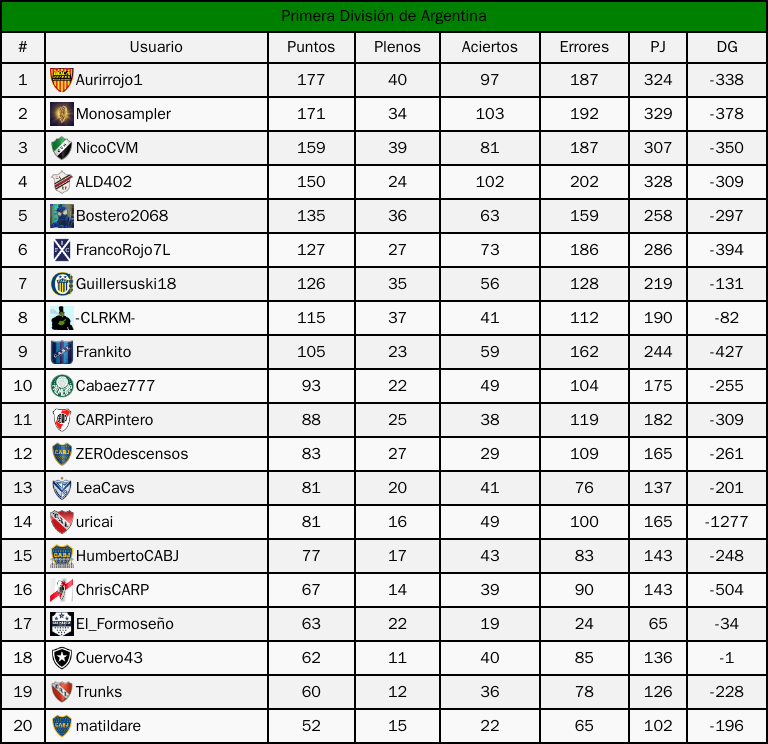 Primera División de Argentina
# Usuario Puntos Plenos Aciertos Errores PJ DG
1 Aurirrojo1 177 40 97 187 324 -338
2 Monosampler 171 34 103 192 329 -378
3 NicoCVM 159 39 81 187 307 -350
4 ALD402 150 24 102 202 328 -309
5 Bostero2068 135 36 63 159 258 -297
6 FrancoRojo7L 127 27 73 186 286 -394
7 Guillersuski18 126 35 56 128 219 -131
8 -CLRKM- 115 37 41 112 190 -82
9 Frankito 105 23 59 162 244 -427
10 Cabaez777 93 22 49 104 175 -255
11 CARPintero 88 25 38 119 182 -309
12 ZEROdescensos 83 27 29 109 165 -261
13 LeaCavs 81 20 41 76 137 -201
14 uricai 81 16 49 100 165 -1277
15 HumbertoCABJ 77 17 43 83 143 -248
16 ChrisCARP 67 14 39 90 143 -504
17 El_Formoseño 63 22 19 24 65 -34
18 Cuervo43 62 11 40 85 136 -1
19 Trunks 60 12 36 78 126 -228
20 matildare 52 15 22 65 102 -196